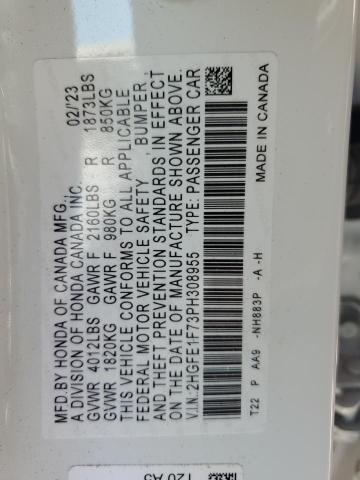 MFD.BY HONDA OF CANADA MFG., 02/'23
A DIVISION OF HONDA CANADA INC.
GVWR 4012LBS GAWR F 2160LBS R 1873LBS
GVWR 1820KG GAWR F 980KG R 850KG
THIS VEHICLE CONFORMS TO ALL APPLICABLE
FEDERAL MOTOR VEHICLE SAFETY , BUMPER ,
AND THEFT PREVENTION STANDARDS IN EFFECT
ON THE DATE OF MANUFACTURE SHOWN ABOVE.
V.I.N.:2HGFE1F73PH308955 TYPE: PASSENGER CAR
T22 P AA9 -NH883P -A -H
MADE IN CANADA